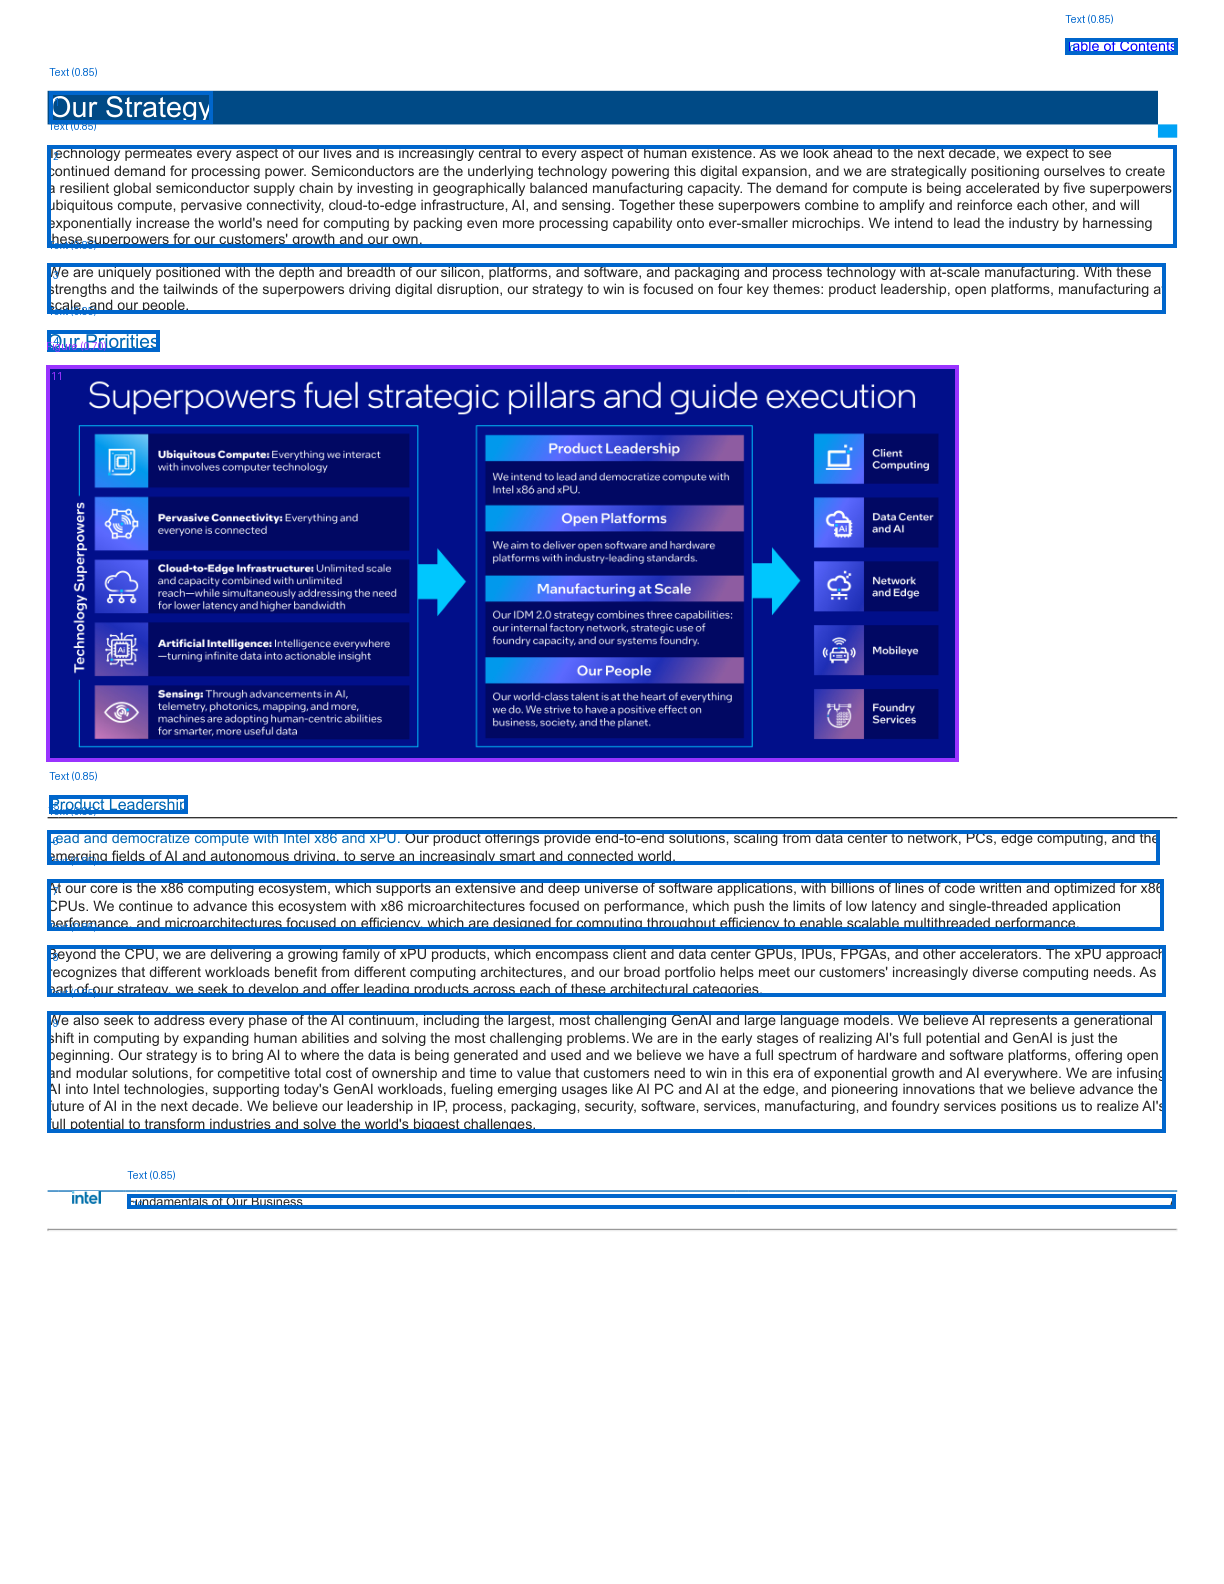 Text (0.85)
Table of Contents
Text (0.85)
Our Strategy
Text (0.85)
Technology permeates every aspect of our lives and is increasingly central to every aspect of human existence. As we look ahead to the next decade, we expect to see
continued demand for processing power. Semiconductors are the underlying technology powering this digital expansion, and we are strategically positioning ourselves to create
a resilient global semiconductor supply chain by investing in geographically balanced manufacturing capacity. The demand for compute is being accelerated by five superpowers
ubiquitous compute, pervasive connectivity, cloud-to-edge infrastructure, AI, and sensing. Together these superpowers combine to amplify and reinforce each other, and will
exponentially increase the world's need for computing by packing even more processing capability onto ever-smaller microchips. We intend to lead the industry by harnessing
these superpowers for our customers' growth and our own.
We are uniquely positioned with the depth and breadth of our silicon, platforms, and software, and packaging and process technology with at-scale manufacturing. With these
strengths and the tailwinds of the superpowers driving digital disruption, our strategy to win is focused on four key themes: product leadership, open platforms, manufacturing a
scale, and our people.
Our Priorities
11
Superpowers fuel strategic pillars and guide execution
Technology Superpowers
Ubiquitous Compute: Everything we interact
with involves computer technology
Pervasive Connectivity: Everything and
everyone is connected
Cloud-to-Edge Infrastructure: Unlimited scale
and capacity combined with unlimited
reach—while simultaneously addressing the need
for lower latency and higher bandwidth
Ai
Artificial Intelligence: Intelligence everywhere
—turning infinite data into actionable insight
Sensing: Through advancements in AI,
telemetry, photonics, mapping, and more,
machines are adopting human-centric abilities
for smarter, more useful data
Product Leadership
We intend to lead and democratize compute with
Intel x86 and xPU.
Open Platforms
We aim to deliver open software and hardware
platforms with industry-leading standards.
Manufacturing at Scale
Our IDM 2.0 strategy combines three capabilities:
our internal factory network, strategic use of
foundry capacity, and our systems foundry.
Our People
Our world-class talent is at the heart of everything
we do. We strive to have a positive effect on
business, society, and the planet.
Client
Computing
Ai
Data Center
and AI
Network
and Edge
Mobileye
Foundry
Services
Text (0.85)
Product Leadership
Lead and democratize compute with Intel x86 and xPU. Our product offerings provide end-to-end solutions, scaling from data center to network, PCs, edge computing, and the
emerging fields of AI and autonomous driving, to serve an increasingly smart and connected world.
At our core is the x86 computing ecosystem, which supports an extensive and deep universe of software applications, with billions of lines of code written and optimized for x86
CPUs. We continue to advance this ecosystem with x86 microarchitectures focused on performance, which push the limits of low latency and single-threaded application
performance, and microarchitectures focused on efficiency, which are designed for computing throughput efficiency to enable scalable multithreaded performance.
Beyond the CPU, we are delivering a growing family of xPU products, which encompass client and data center GPUs, IPUs, FPGAs, and other accelerators. The xPU approach
recognizes that different workloads benefit from different computing architectures, and our broad portfolio helps meet our customers' increasingly diverse computing needs. As
part of our strategy, we seek to develop and offer leading products across each of these architectural categories.
We also seek to address every phase of the AI continuum, including the largest, most challenging GenAI and large language models. We believe AI represents a generational
shift in computing by expanding human abilities and solving the most challenging problems. We are in the early stages of realizing AI's full potential and GenAI is just the
beginning. Our strategy is to bring AI to where the data is being generated and used and we believe we have a full spectrum of hardware and software platforms, offering open
and modular solutions, for competitive total cost of ownership and time to value that customers need to win in this era of exponential growth and AI everywhere. We are infusing
AI into Intel technologies, supporting today's GenAI workloads, fueling emerging usages like AI PC and AI at the edge, and pioneering innovations that we believe advance the
future of AI in the next decade. We believe our leadership in IP, process, packaging, security, software, services, manufacturing, and foundry services positions us to realize AI's
full potential to transform industries and solve the world's biggest challenges.
Text (0.85)
intel Fundamentals of Our Business